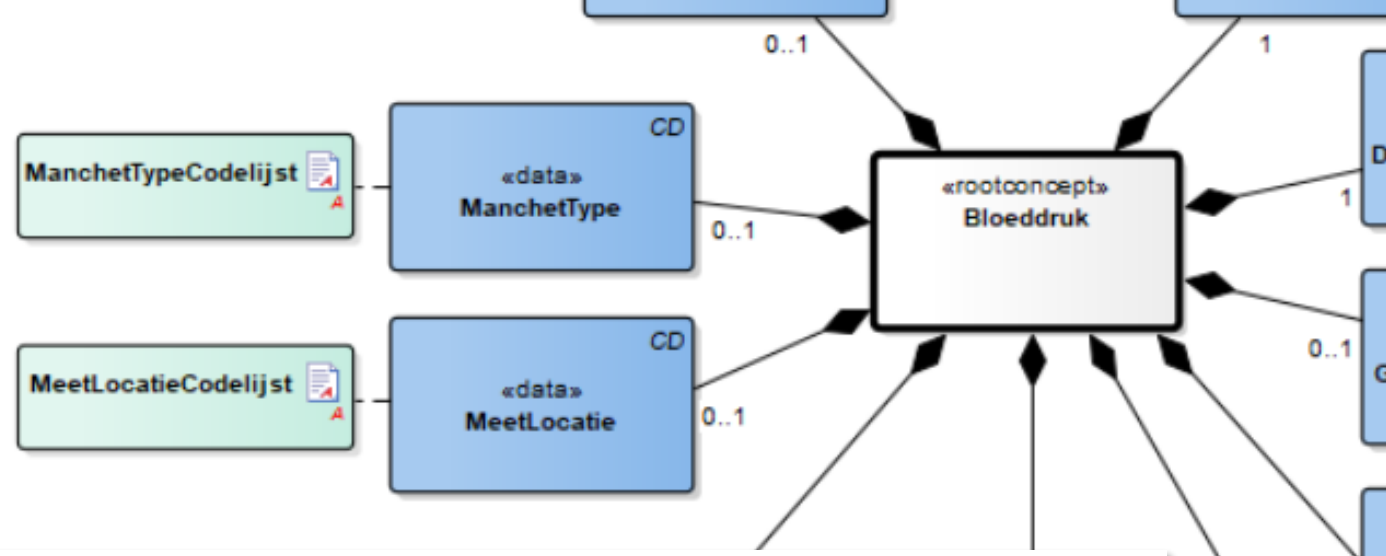 0..1
1
CD
ManchetTypeCodelijst
A
«data»
ManchetType
0..1
«rootconcept»
Bloeddruk
D
1
CD
MeetLocatieCodelijst
A
«data»
MeetLocatie
0..1
0..1
G